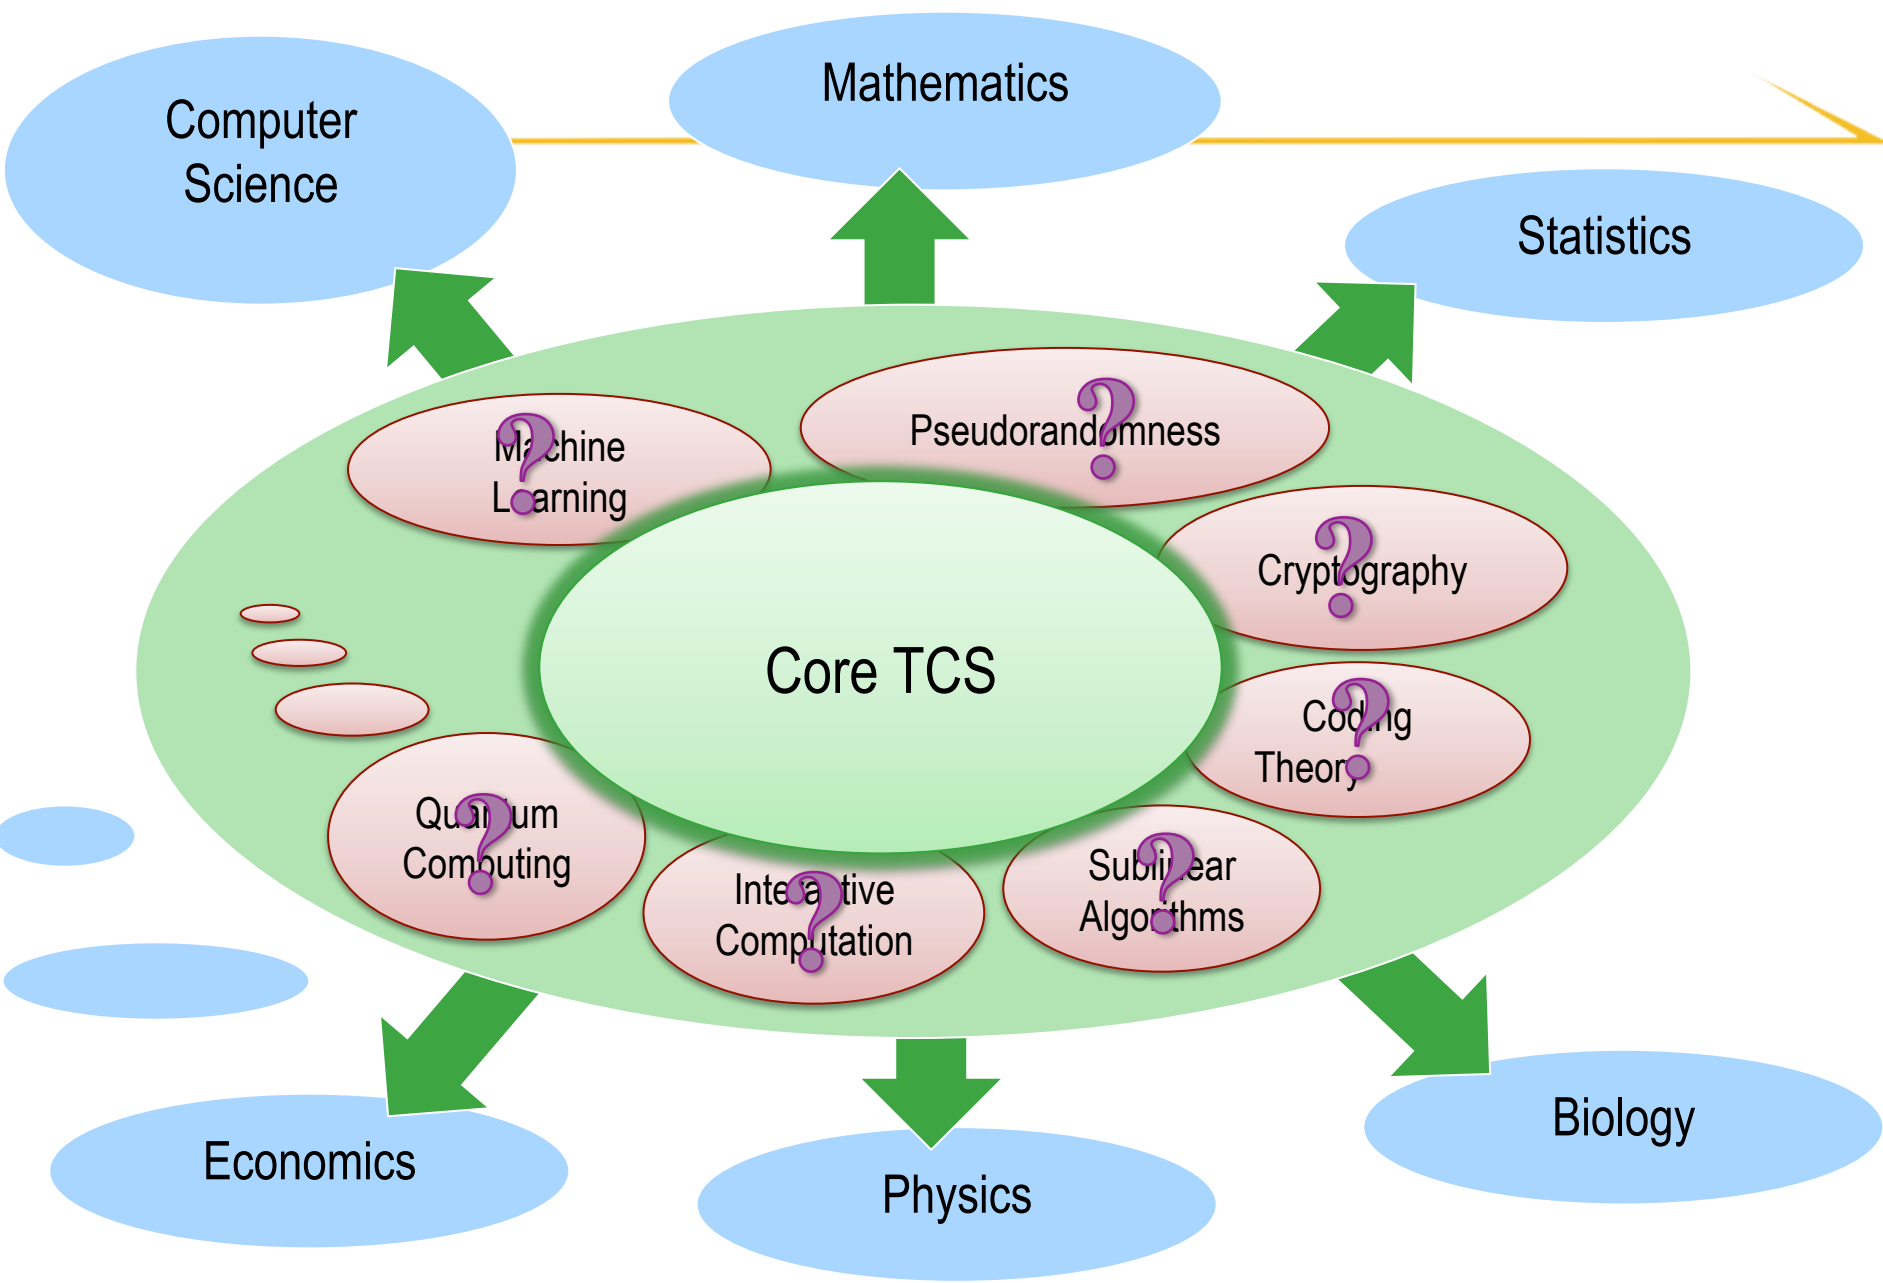 Computer
Science
Mathematics
Statistics
Machine
Learning
?
Pseudorandomness
?
Cryptography
?
Core TCS
Coding
Theory
?
Quantum
Computing
?
Interactive
Computation
?
Sublinear
Algorithms
?
Economics
Physics
Biology